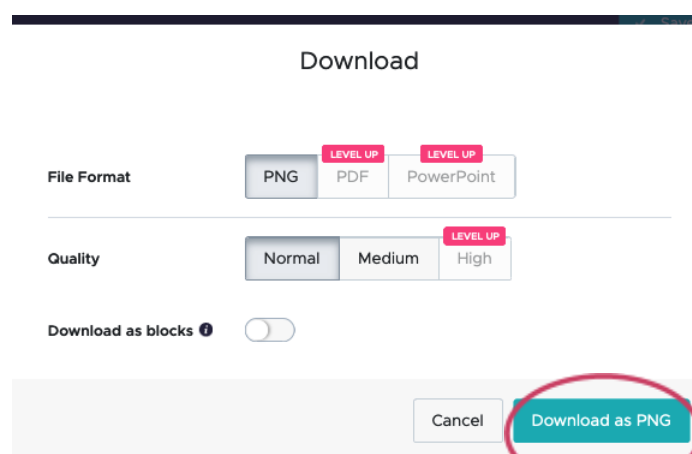 Save
Download
LEVEL UP LEVEL UP
File Format PNG PDF PowerPoint
LEVEL UP
Quality Normal Medium High
Download as blocks i
Cancel Download as PNG